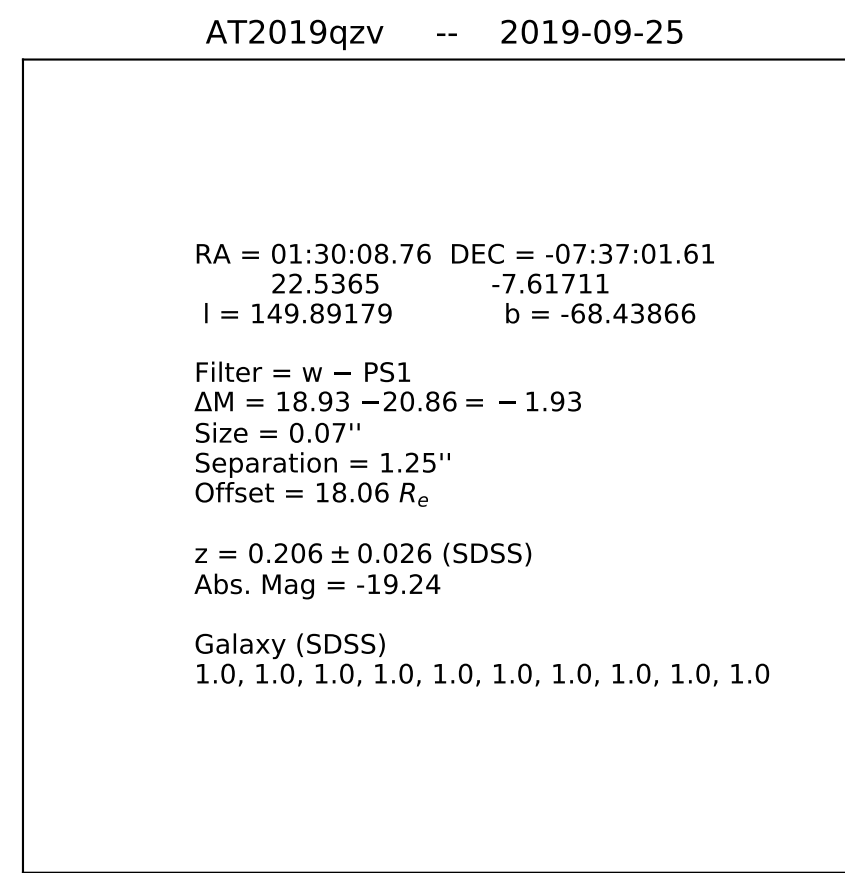 AT2019qzv -- 2019-09-25
RA = 01:30:08.76 DEC = -07:37:01.61
22.5365 -7.61711
l = 149.89179 b = -68.43866
Filter = w − PS1
ΔM = 18.93 −20.86 = − 1.93
Size = 0.07''
Separation = 1.25''
Offset = 18.06 Rₑ
z = 0.206 ± 0.026 (SDSS)
Abs. Mag = -19.24
Galaxy (SDSS)
1.0, 1.0, 1.0, 1.0, 1.0, 1.0, 1.0, 1.0, 1.0, 1.0